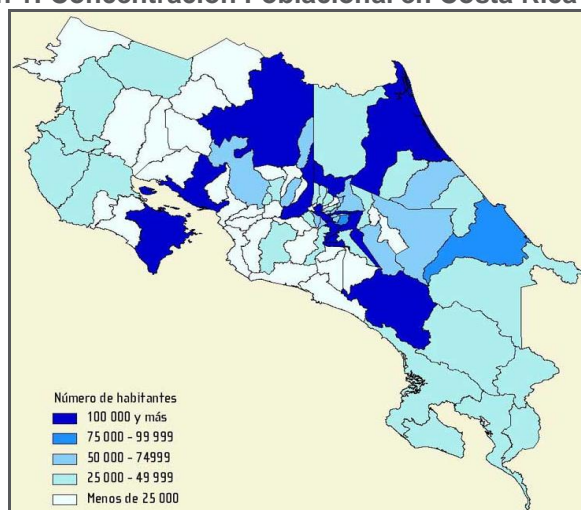 1. Concentración Poblacional en Costa Rica
Número de habitantes
100 000 y más
75 000 - 99 999
50 000 - 74999
25 000 - 49 999
Menos de 25 000